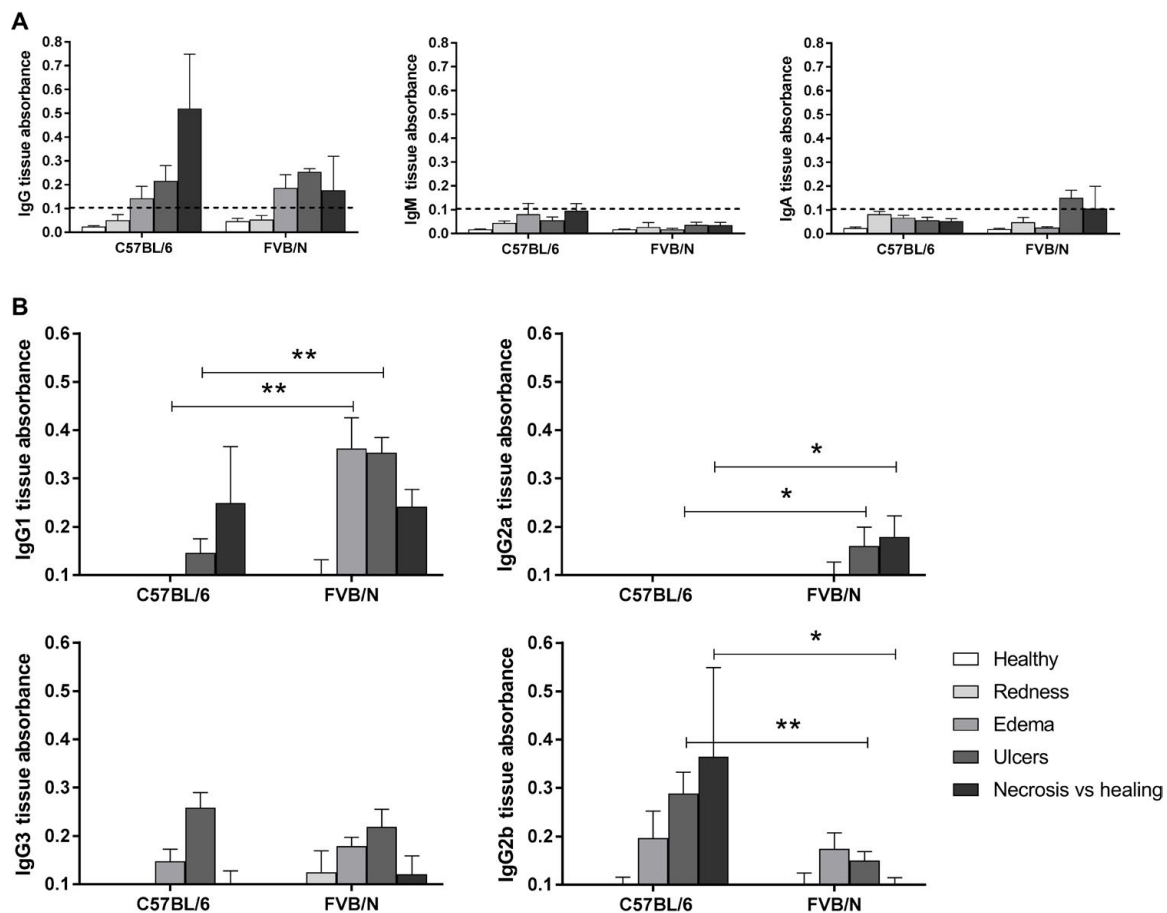 A
IgG tissue absorbance
0.8
0.7
0.6
0.5
0.4
0.3
0.2
0.1
0.0
C57BL/6 FVB/N
IgM tissue absorbance
0.8
0.7
0.6
0.5
0.4
0.3
0.2
0.1
0.0
C57BL/6 FVB/N
IgA tissue absorbance
0.8
0.7
0.6
0.5
0.4
0.3
0.2
0.1
0.0
C57BL/6 FVB/N
B
IgG1 tissue absorbance
0.6
0.5
0.4
0.3
0.2
0.1
**
**
C57BL/6 FVB/N
IgG2a tissue absorbance
0.6
0.5
0.4
0.3
0.2
0.1
*
*
C57BL/6 FVB/N
IgG3 tissue absorbance
0.6
0.5
0.4
0.3
0.2
0.1
C57BL/6 FVB/N
IgG2b tissue absorbance
0.6
0.5
0.4
0.3
0.2
0.1
*
**
C57BL/6 FVB/N
Healthy
Redness
Edema
Ulcers
Necrosis vs healing